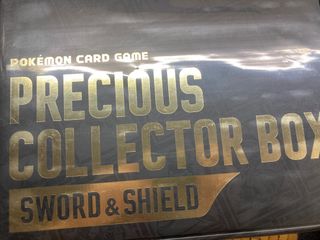 POKÉMON CARD GAME
PRECIOUS
COLLECTOR BOX
SWORD & SHIELD